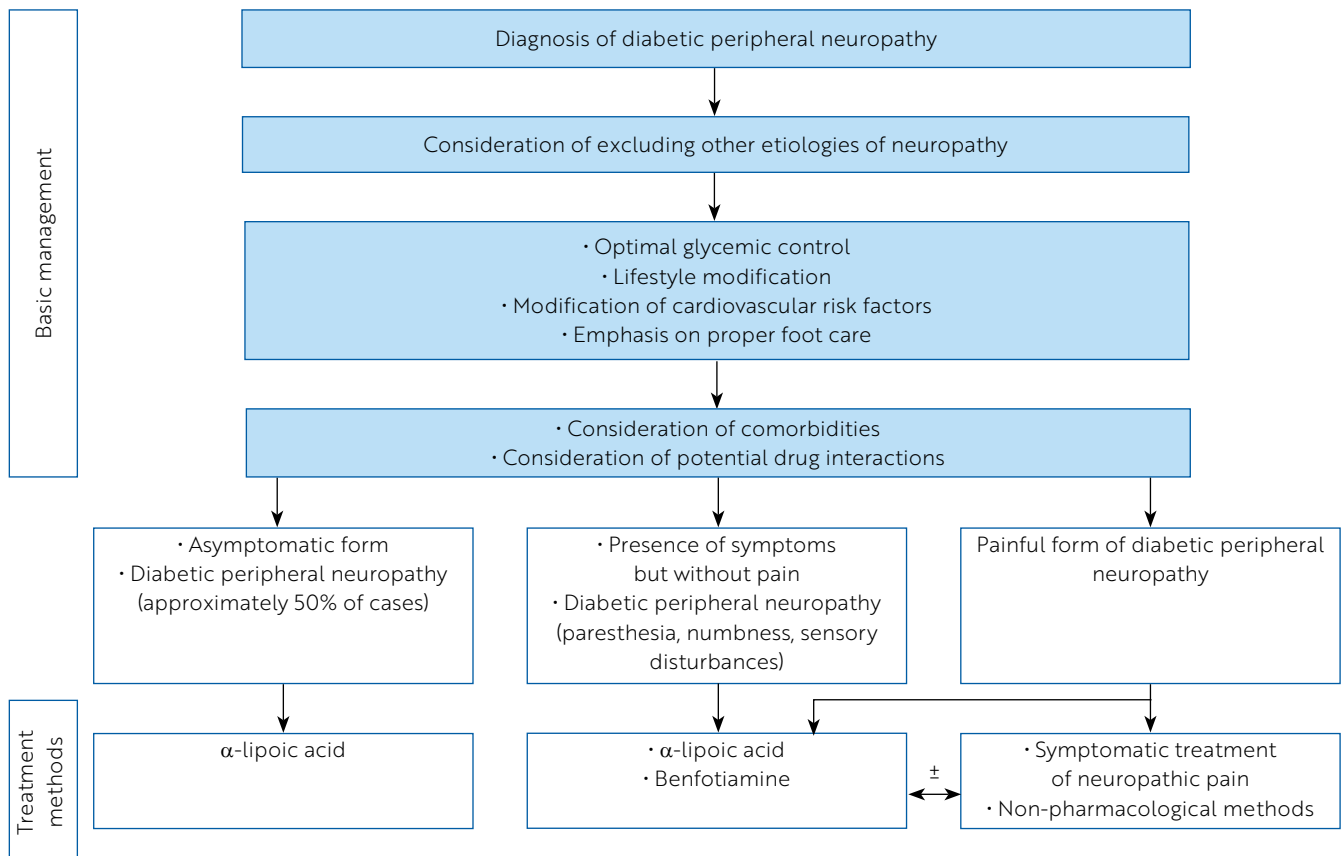 Basic management
Diagnosis of diabetic peripheral neuropathy
Consideration of excluding other etiologies of neuropathy
· Optimal glycemic control
· Lifestyle modification
· Modification of cardiovascular risk factors
· Emphasis on proper foot care
· Consideration of comorbidities
· Consideration of potential drug interactions
· Asymptomatic form
· Diabetic peripheral neuropathy
(approximately 50% of cases)
· Presence of symptoms
but without pain
· Diabetic peripheral neuropathy
(paresthesia, numbness, sensory
disturbances)
Painful form of diabetic peripheral
neuropathy
Treatment
methods
α-lipoic acid
· α-lipoic acid
· Benfotiamine
±
· Symptomatic treatment
of neuropathic pain
· Non-pharmacological methods